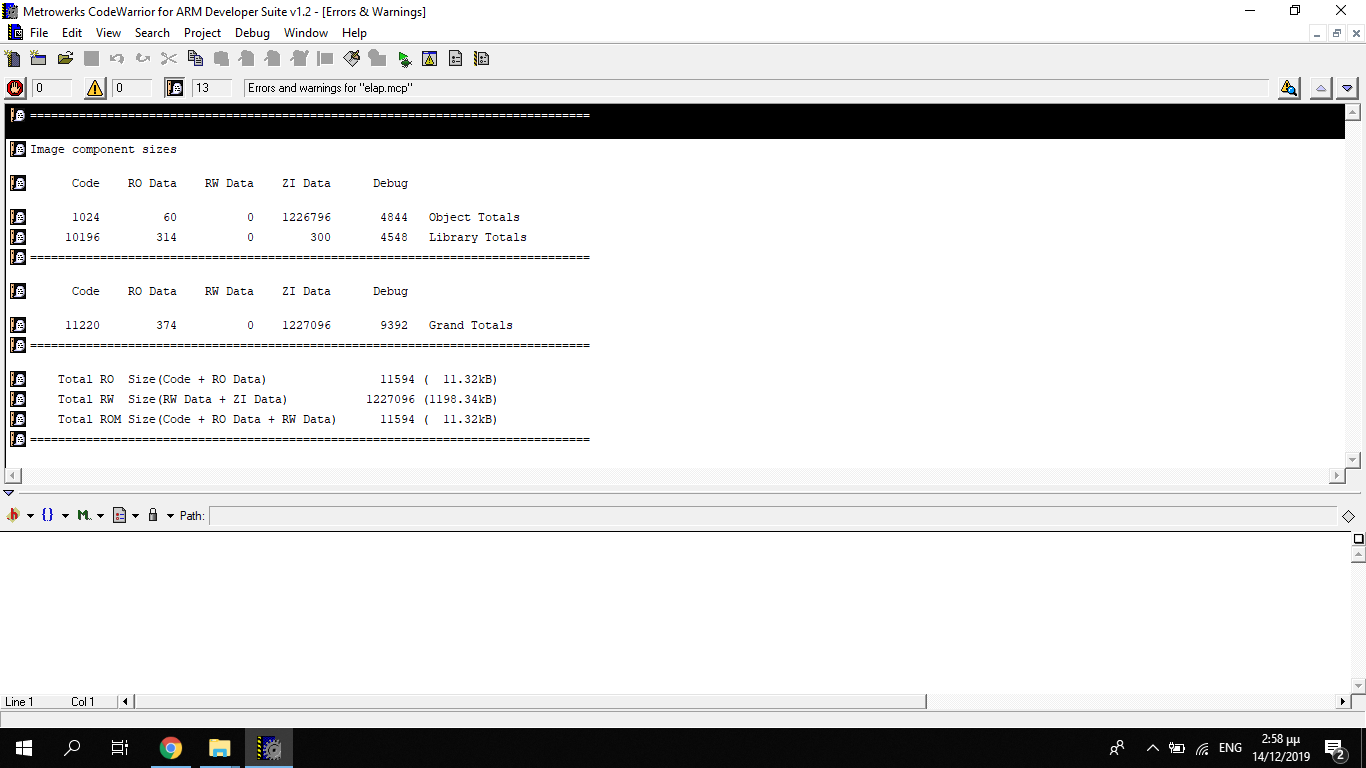 Metrowerks CodeWarrior for ARM Developer Suite v1.2 - [Errors & Warnings]
File Edit View Search Project Debug Window Help
0 0 13 Errors and warnings for "elap.mcp"
================================================================================
Image component sizes
Code RO Data RW Data ZI Data Debug
1024 60 0 1226796 4844 Object Totals
10196 314 0 300 4548 Library Totals
================================================================================
Code RO Data RW Data ZI Data Debug
11220 374 0 1227096 9392 Grand Totals
================================================================================
Total RO Size(Code + RO Data) 11594 ( 11.32kB)
Total RW Size(RW Data + ZI Data) 1227096 (1198.34kB)
Total ROM Size(Code + RO Data + RW Data) 11594 ( 11.32kB)
================================================================================
h {} M. Path:
Line 1 Col 1
ENG 2:58 μμ
14/12/2019 2